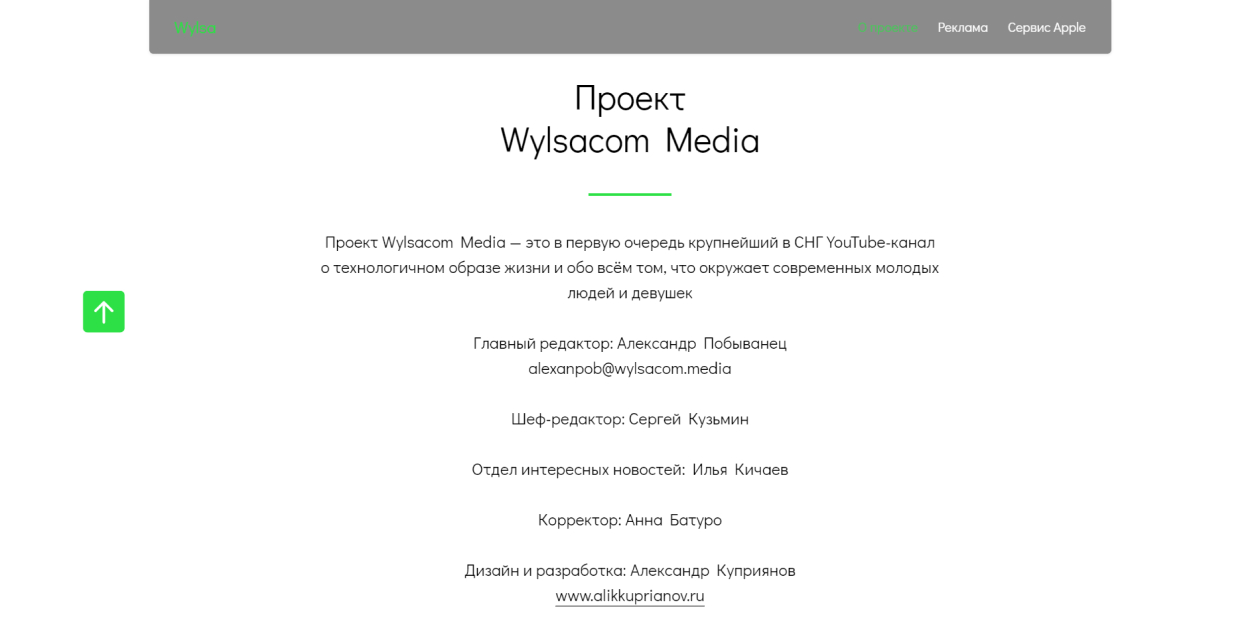 Wylsa
О проекте
Реклама
Сервис Apple
Проект
Wylsacom Media
Проект Wylsacom Media — это в первую очередь крупнейший в СНГ YouTube-канал
о технологичном образе жизни и обо всём том, что окружает современных молодых
людей и девушек
Главный редактор: Александр Побыванец
alexanpob@wylsacom.media
Шеф-редактор: Сергей Кузьмин
Отдел интересных новостей: Илья Кичаев
Корректор: Анна Батуро
Дизайн и разработка: Александр Куприянов
www.alikkuprianov.ru